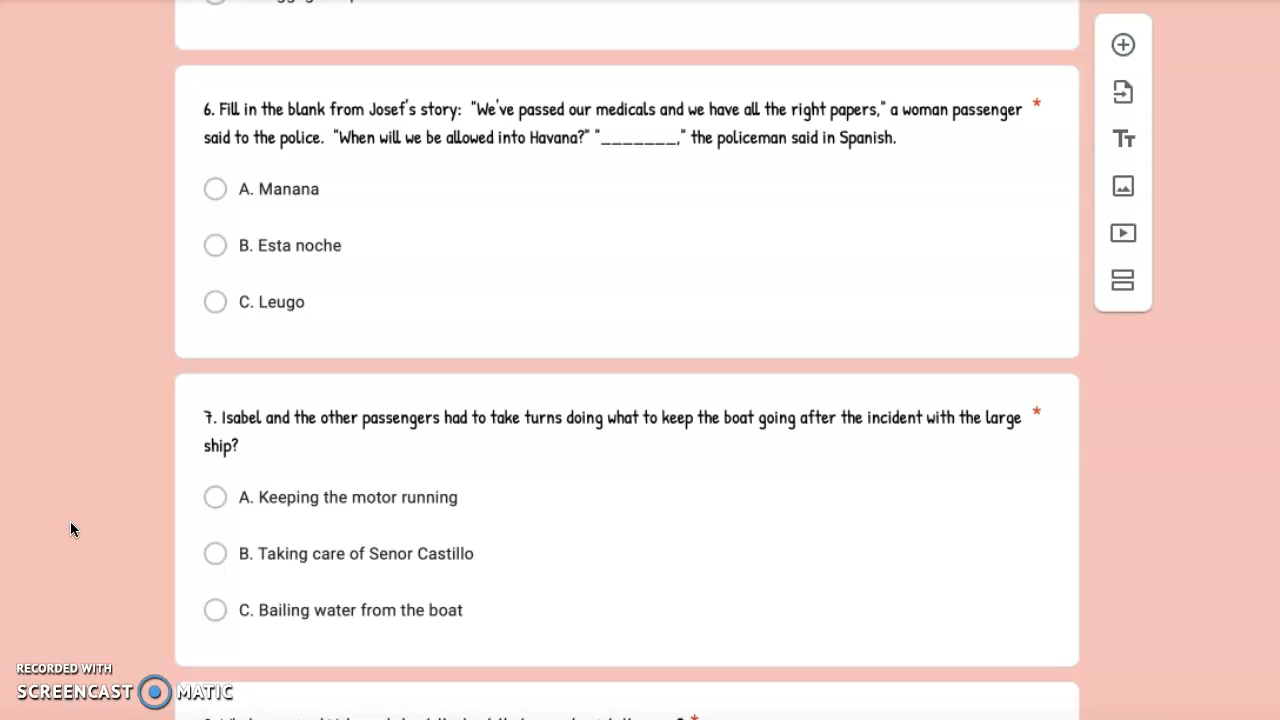 6. Fill in the blank from Josef's story:  "We've passed our medicals and we have all the right papers," a woman passenger *
said to the police.  "When will we be allowed into Havana?" "_______," the policeman said in Spanish.
A. Manana
B. Esta noche
C. Leugo
7. Isabel and the other passengers had to take turns doing what to keep the boat going after the incident with the large *
ship?
A. Keeping the motor running
B. Taking care of Senor Castillo
C. Bailing water from the boat
RECORDED WITH
SCREENCAST MATIC